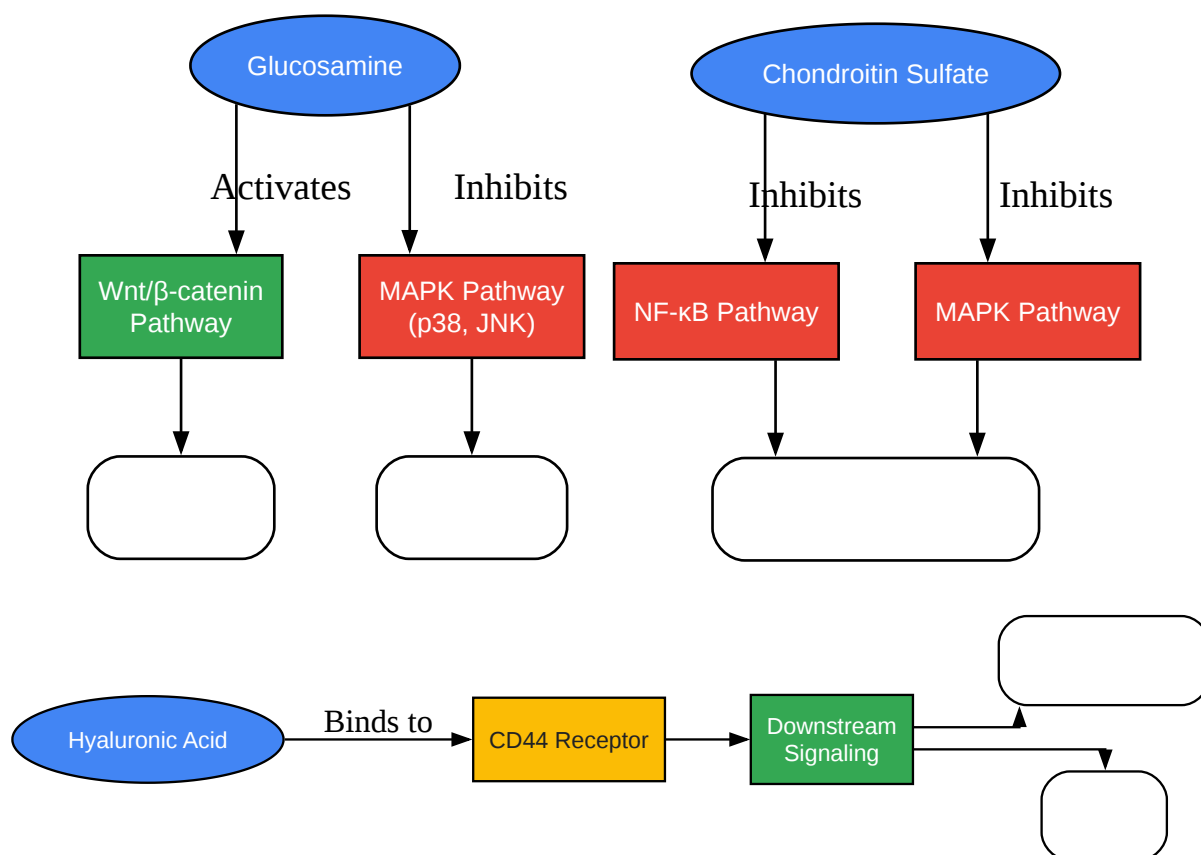 Glucosamine
Chondroitin Sulfate
Activates
Inhibits
Inhibits
Inhibits
Wnt/β-catenin
Pathway
MAPK Pathway
(p38, JNK)
NF-κB Pathway
MAPK Pathway
Hyaluronic Acid
Binds to
CD44 Receptor
Downstream
Signaling